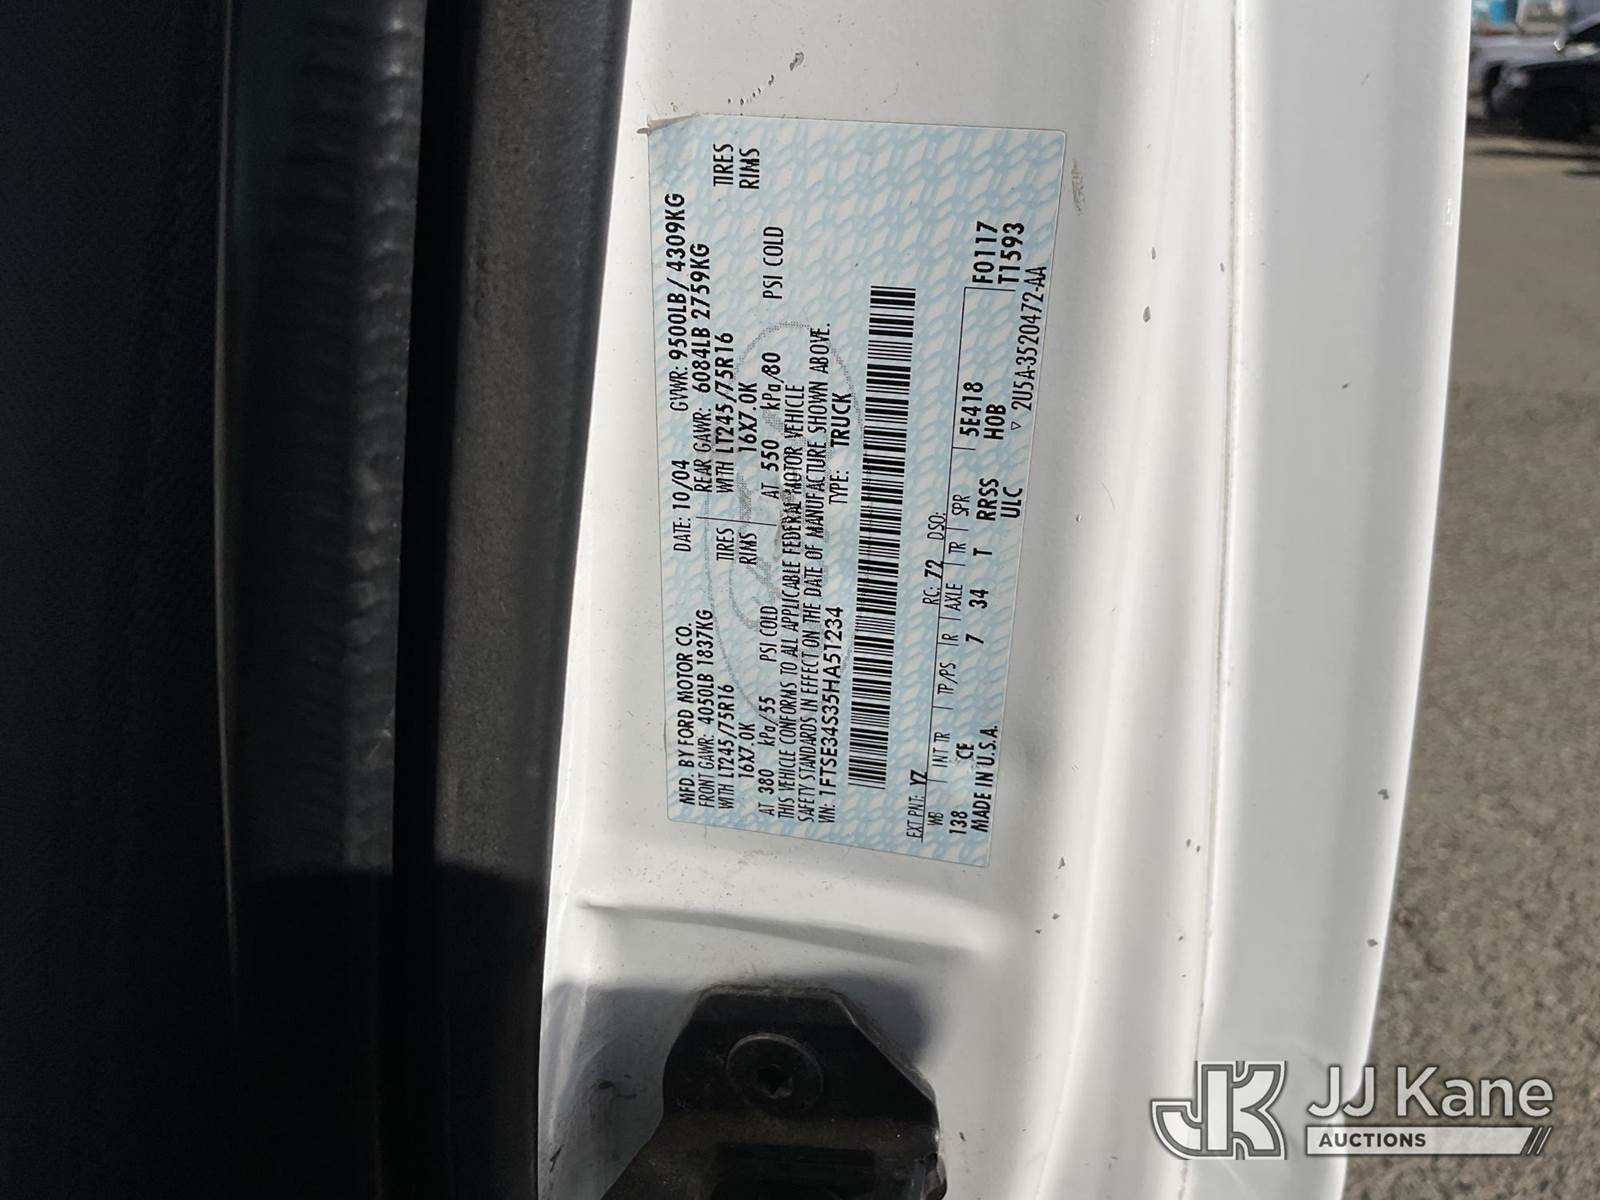 MFD. BY FORD MOTOR CO.
DATE: 10/04 GVWR: 9500LB/ 4309KG
FRONT GAWR: 4050LB 1837KG REAR GAWR: 6084LB 2759KG
WITH LT245/75R16 TIRES WITH LT245/75R16 TIRES
16X7.0K RIMS 16X7.0K RIMS
AT 380 kPa/55 PSI COLD AT 550 kPa/80 PSI COLD
THIS VEHICLE CONFORMS TO ALL APPLICABLE FEDERAL MOTOR VEHICLE
SAFETY STANDARDS IN EFFECT ON THE DATE OF MANUFACTURE SHOWN ABOVE.
VIN: 1FTSE34S35HA51234 TYPE: TRUCK
EXT PNT: YZ RC: 72 DSO:
WB INT TR TP/PS R AXLE TR SPR 5E418 F0117
138 CE 7 34 T RRSS H0B T1593
MADE IN U.S.A. ULC ▽ 2U5A-3520472-AA
JJ Kane
AUCTIONS